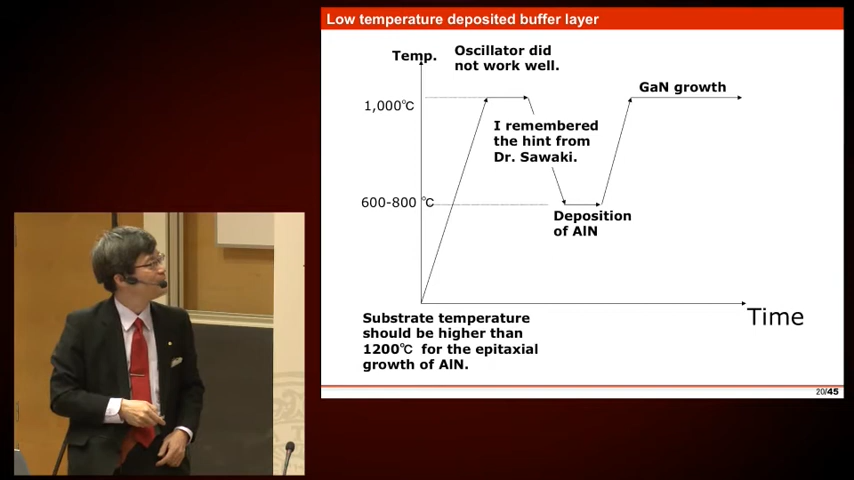 Low temperature deposited buffer layer
Temp.
Oscillator did
not work well.
GaN growth
1,000℃
I remembered
the hint from
Dr. Sawaki.
600-800 ℃
Deposition
of AlN
Time
Substrate temperature
should be higher than
1200℃ for the epitaxial
growth of AlN.
20/45